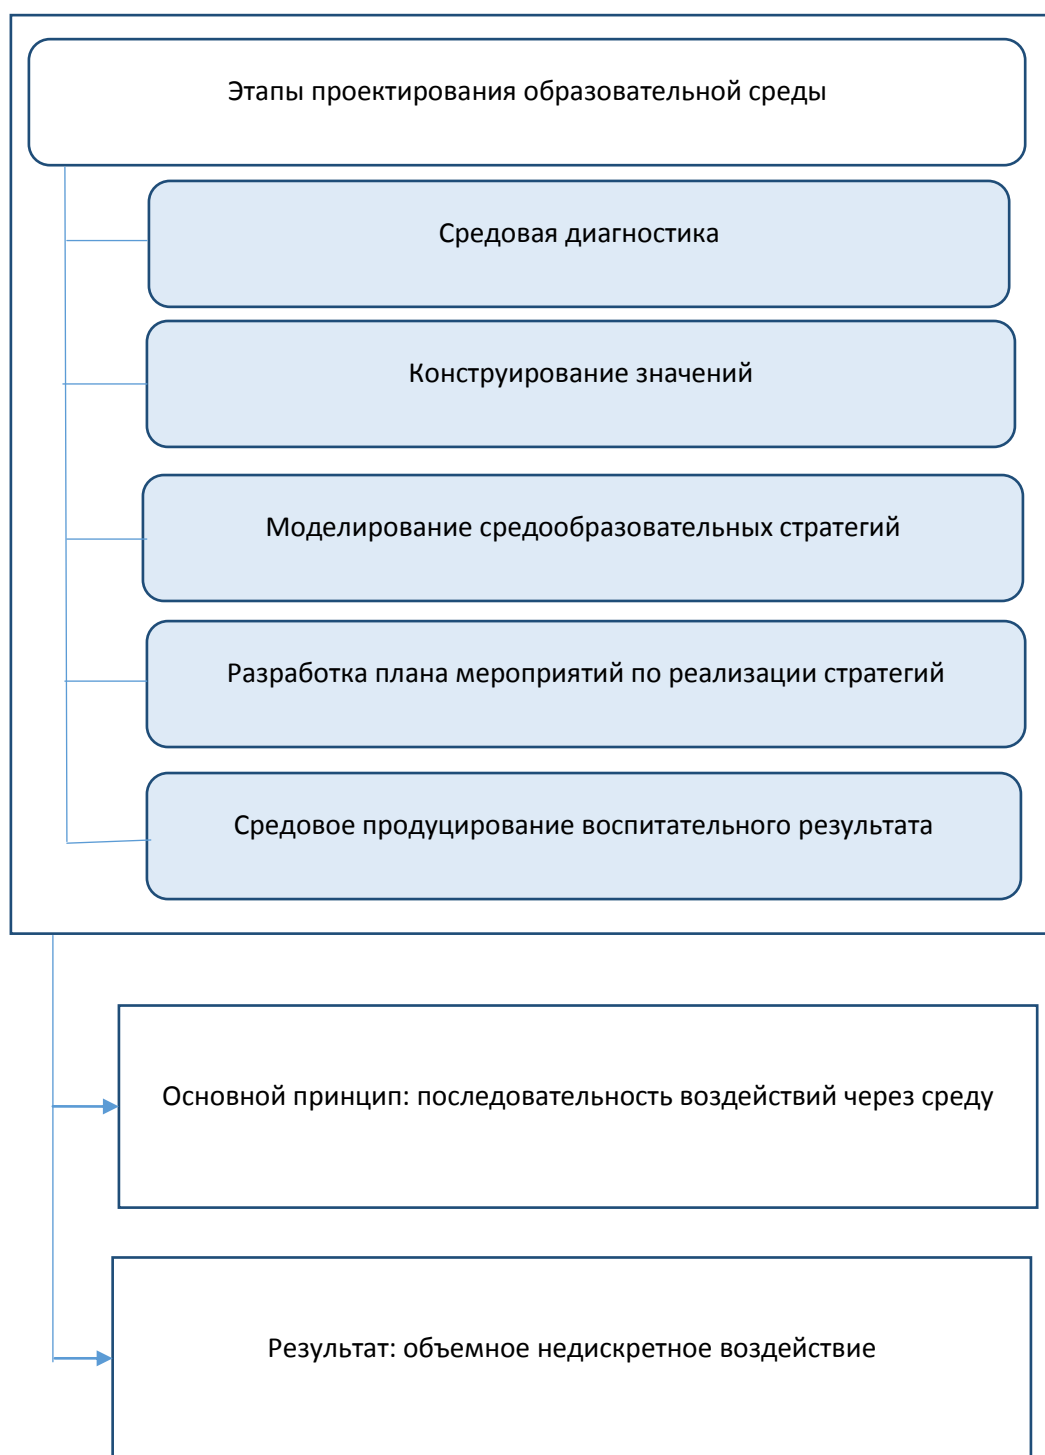 Этапы проектирования образовательной среды
Средовая диагностика
Конструирование значений
Моделирование средообразовательных стратегий
Разработка плана мероприятий по реализации стратегий
Средовое продуцирование воспитательного результата
Основной принцип: последовательность воздействий через среду
Результат: объемное недискретное воздействие